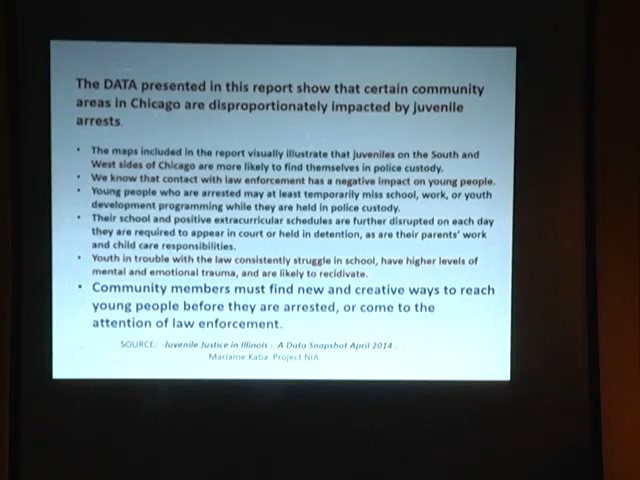 The DATA presented in this report show that certain community
areas in Chicago are disproportionately impacted by juvenile
arrests
• The maps included in the report visually illustrate that juveniles on the South and
West sides of Chicago are more likely to find themselves in police custody.
• We know that contact with law enforcement has a negative impact on young people.
• Young people who are arrested may at least temporarily miss school, work, or youth
development programming while they are held in police custody.
• Their school and positive extracurricular schedules are further disrupted on each day
they are required to appear in court or held in detention, as are their parents' work
and child care responsibilities.
• Youth in trouble with the law consistently struggle in school, have higher levels of
mental and emotional trauma, and are likely to recidivate.
• Community members must find new and creative ways to reach
young people before they are arrested, or come to the
attention of law enforcement.
SOURCE: Juvenile Justice in Illinois : A Data Snapshot April 2014 .
Mariame Kaba Project NIA